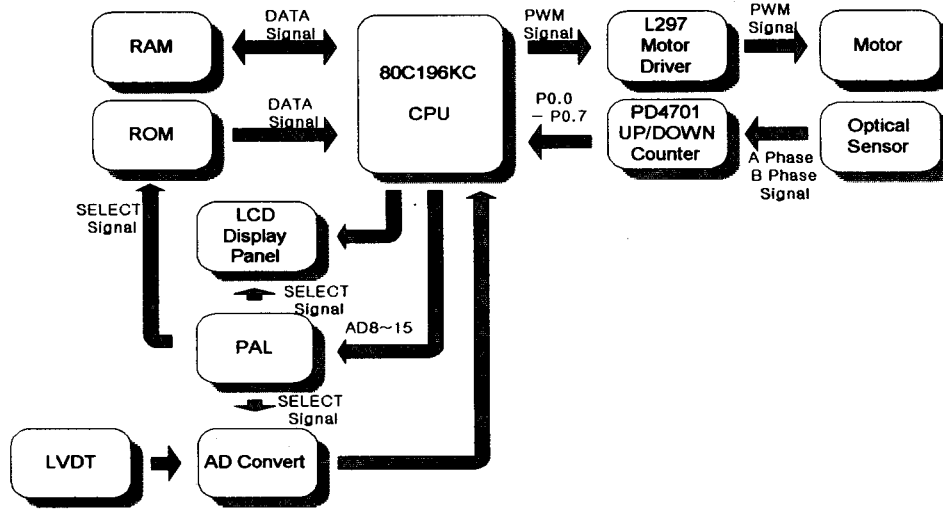 RAM
DATA
Signal
80C196KC
CPU
PWM
Signal
L297
Motor
Driver
PWM
Signal
Motor
ROM
DATA
Signal
P0.0
- P0.7
PD4701
UP/DOWN
Counter
A Phase
B Phase
Signal
Optical
Sensor
SELECT
Signal
LCD
Display
Panel
SELECT
Signal
PAL
AD8~15
SELECT
Signal
LVDT
AD Convert